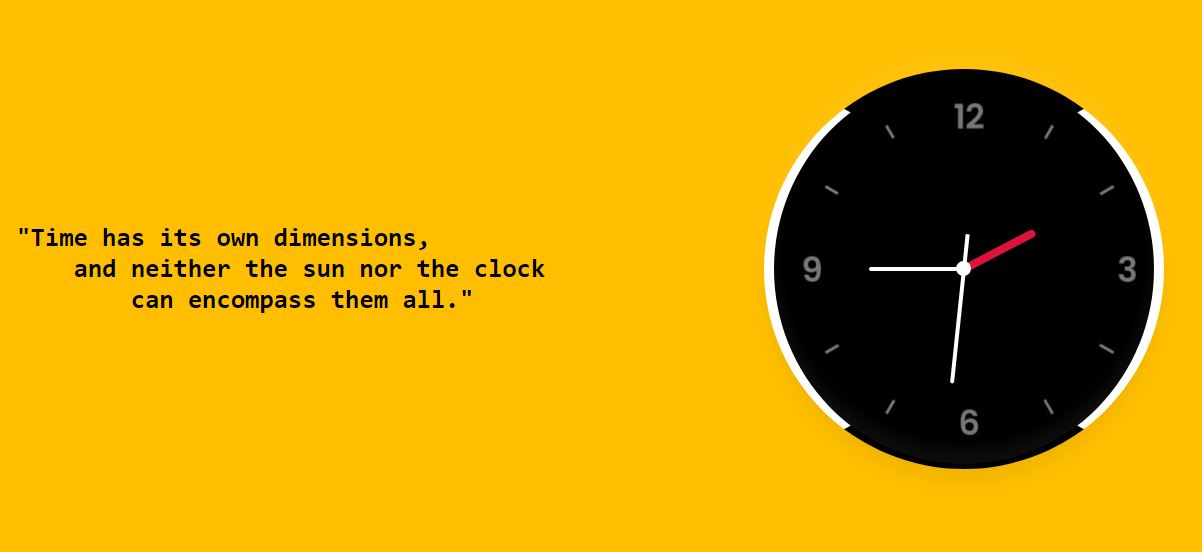 "Time has its own dimensions,
and neither the sun nor the clock
can encompass them all."
12
9
3
6